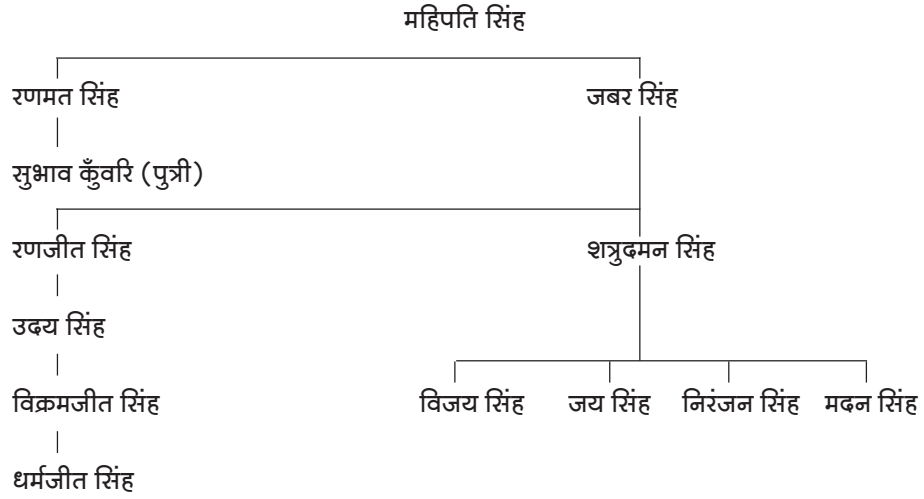 महिपति सिंह
रणमत सिंह जबर सिंह
सुभाव कुँवरि (पुत्री)
रणजीत सिंह शत्रुदमन सिंह
उदय सिंह
विक्रमजीत सिंह विजय सिंह जय सिंह निरंजन सिंह मदन सिंह
धर्मजीत सिंह